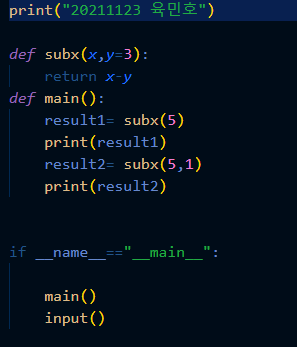 print("20211123 육민호")
def subx(x,y=3):
    return x-y
def main():
    result1= subx(5)
    print(result1)
    result2= subx(5,1)
    print(result2)
if __name__=="__main__":
    main()
    input()